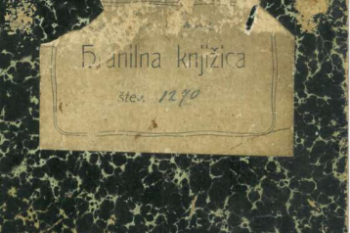 Hranilna knjižica
štev. 1270